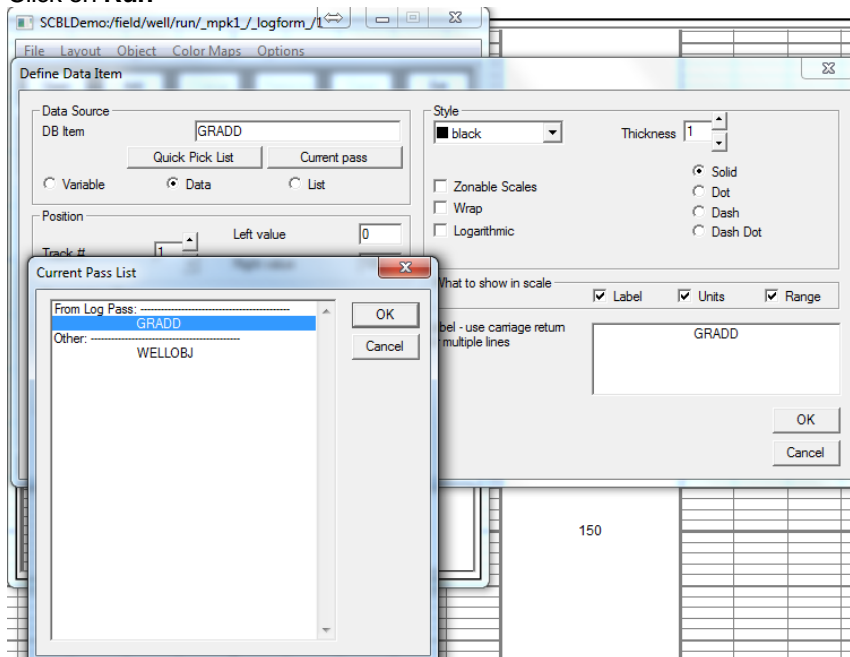 Click on Run
SCBLDemo:/field/well/run/_mpk1_/_logform_/1
File Layout Object Color Maps Options
Define Data Item
Data Source
DB Item GRADD
Quick Pick List Current pass
Variable Data List
Position
Left value 0
Track # 1
Style
black Thickness 1
Solid
Zonable Scales
Dot
Wrap
Dash
Logarithmic
Dash Dot
What to show in scale
Label Units Range
bel - use carriage return
multiple lines
GRADD
OK
Cancel
Current Pass List
From Log Pass: -----------------------------------------
GRADD
Other: -----------------------------------------
WELLOBJ
OK
Cancel
150